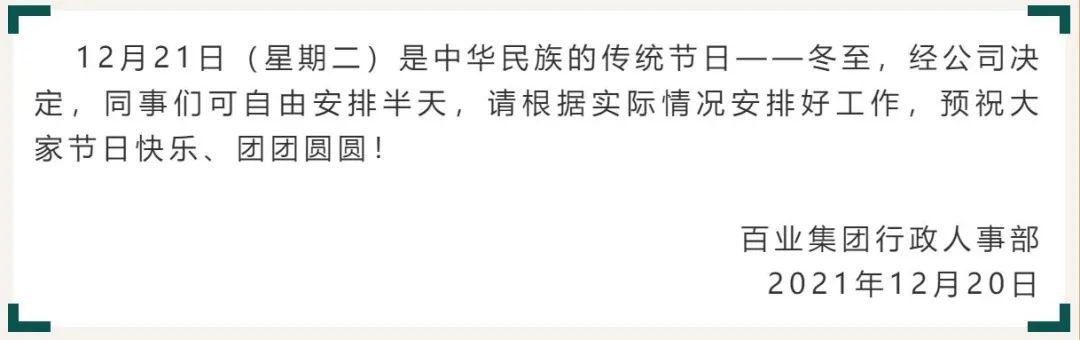 12月21日（星期二）是中华民族的传统节日——冬至，经公司决
定，同事们可自由安排半天，请根据实际情况安排好工作，预祝大
家节日快乐、团团圆圆！
百业集团行政人事部
2021年12月20日